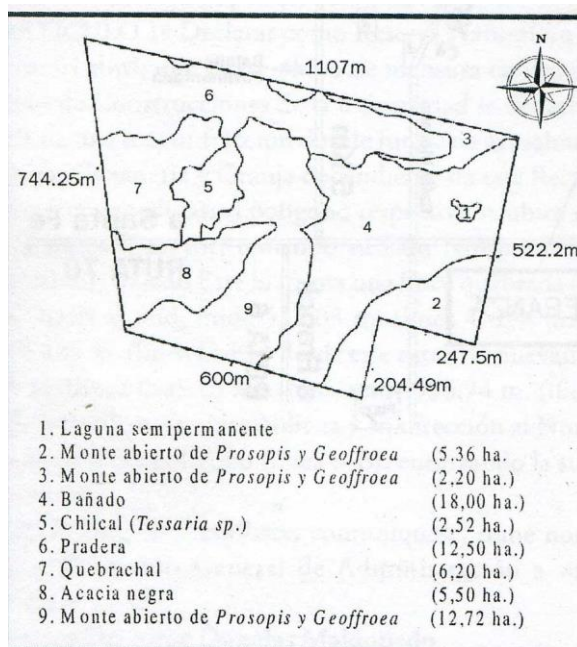 N
1107m
6
3
744.25m
7
5
1
4
522.2m
8
2
9
247.5m
600m
204.49m
1. Laguna semipermanente
2. Monte abierto de Prosopis y Geoffroea (5.36 ha.
3. Monte abierto de Prosopis y Geoffroea (2,20 ha.)
4. Bañado (18,00 ha.)
5. Chilcal (Tessaria sp.) (2,52 ha.)
6. Pradera (12,50 ha.)
7. Quebrachal (6,20 ha.)
8. Acacia negra (5,50 ha.)
9. Monte abierto de Prosopis y Geoffroea (12,72 ha.)